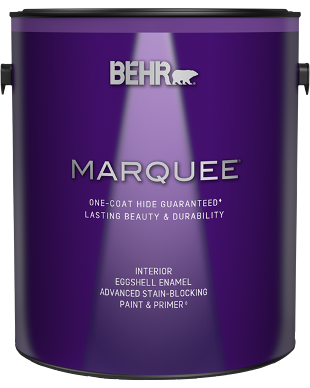 BEHR
MARQUEE®
ONE-COAT HIDE GUARANTEED*
LASTING BEAUTY & DURABILITY
INTERIOR
EGGSHELL ENAMEL
ADVANCED STAIN-BLOCKING
PAINT & PRIMER‡